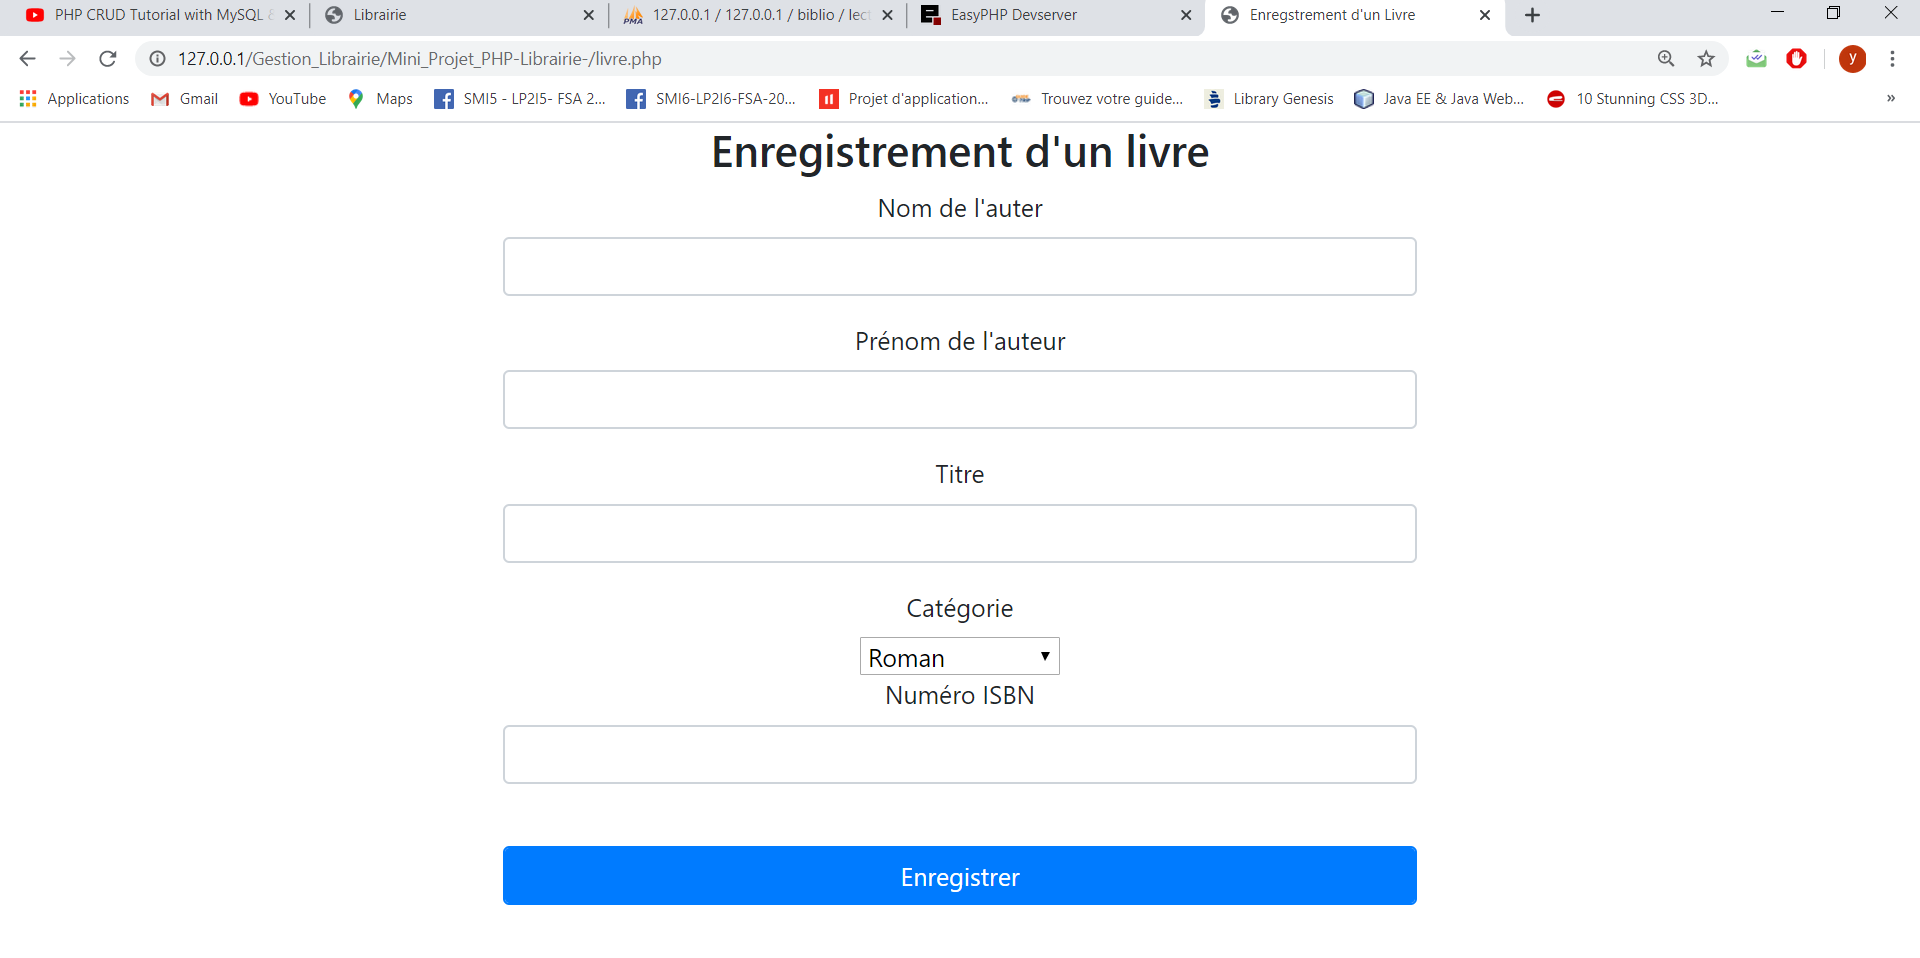 PHP CRUD Tutorial with MySQL &
Librairie
127.0.0.1 / 127.0.0.1 / biblio / lect
EasyPHP Devserver
Enregstrement d'un Livre
127.0.0.1/Gestion_Librairie/Mini_Projet_PHP-Librairie-/livre.php
y
Applications
Gmail
YouTube
Maps
SMI5 - LP2I5- FSA 2...
SMI6-LP2I6-FSA-20...
Projet d'application...
Trouvez votre guide...
Library Genesis
Java EE & Java Web...
10 Stunning CSS 3D...
»
Enregistrement d'un livre
Nom de l'auter
Prénom de l'auteur
Titre
Catégorie
Roman
Numéro ISBN
Enregistrer